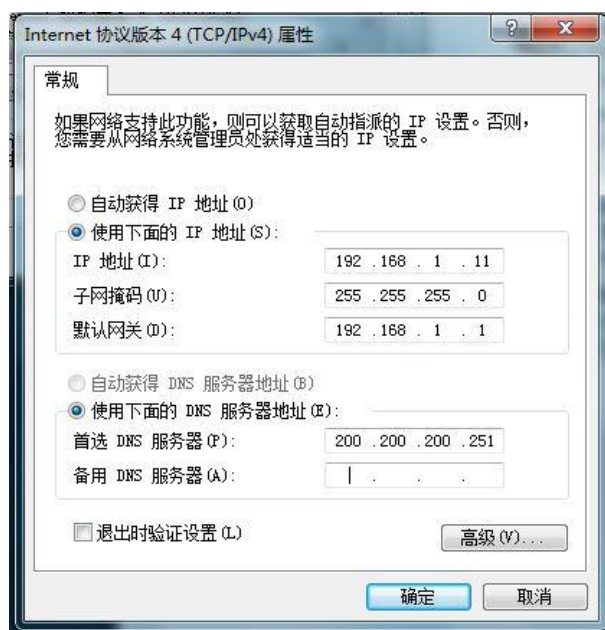 Internet 协议版本 4 (TCP/IPv4) 属性
常规
如果网络支持此功能，则可以获取自动指派的 IP 设置。否则，
您需要从网络系统管理员处获得适当的 IP 设置。
自动获得 IP 地址(O)
使用下面的 IP 地址(S):
IP 地址(I): 192 . 168 . 1 . 11
子网掩码(U): 255 . 255 . 255 . 0
默认网关(D): 192 . 168 . 1 . 1
自动获得 DNS 服务器地址(B)
使用下面的 DNS 服务器地址(E):
首选 DNS 服务器(P): 200 . 200 . 200 . 251
备用 DNS 服务器(A): . . .
退出时验证设置(L)
高级(V)...
确定 取消